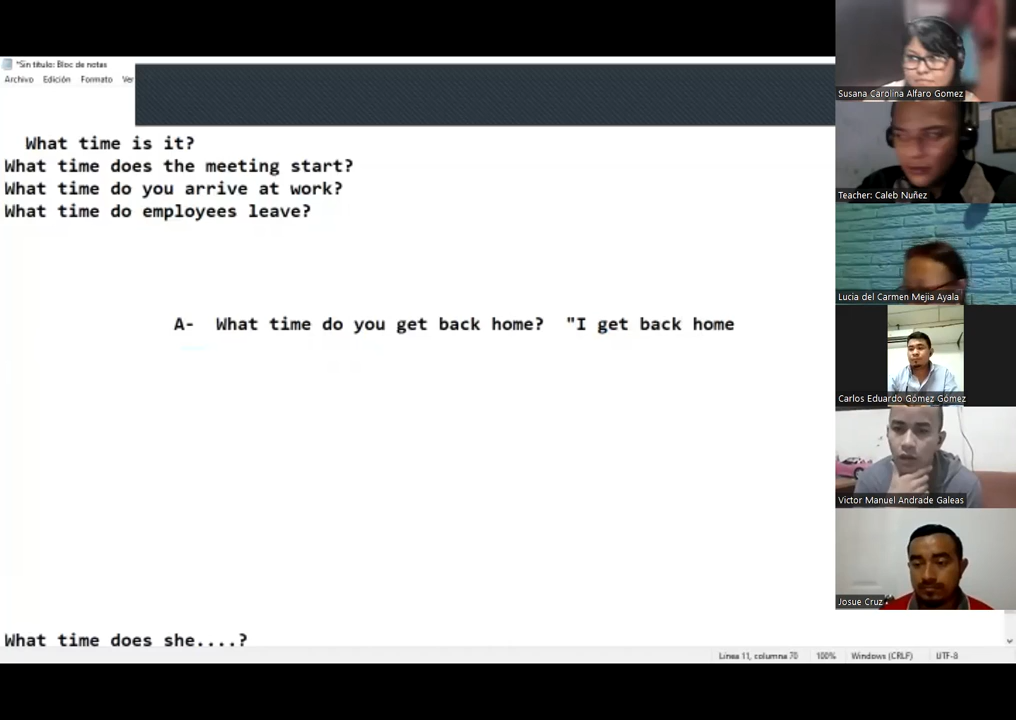 *Sin título: Bloc de notas
Archivo Edición Formato Ver
What time is it?
What time does the meeting start?
What time do you arrive at work?
What time do employees leave?
A- What time do you get back home? "I get back home
What time does she....?
Línea 11, columna 70 100% Windows (CRLF) UTF-8
Susana Carolina Alfaro Gomez
Teacher: Caleb Nuñez
Lucia del Carmen Mejia Ayala
Carlos Eduardo Gómez Gómez
Victor Manuel Andrade Galeas
Josue Cruz